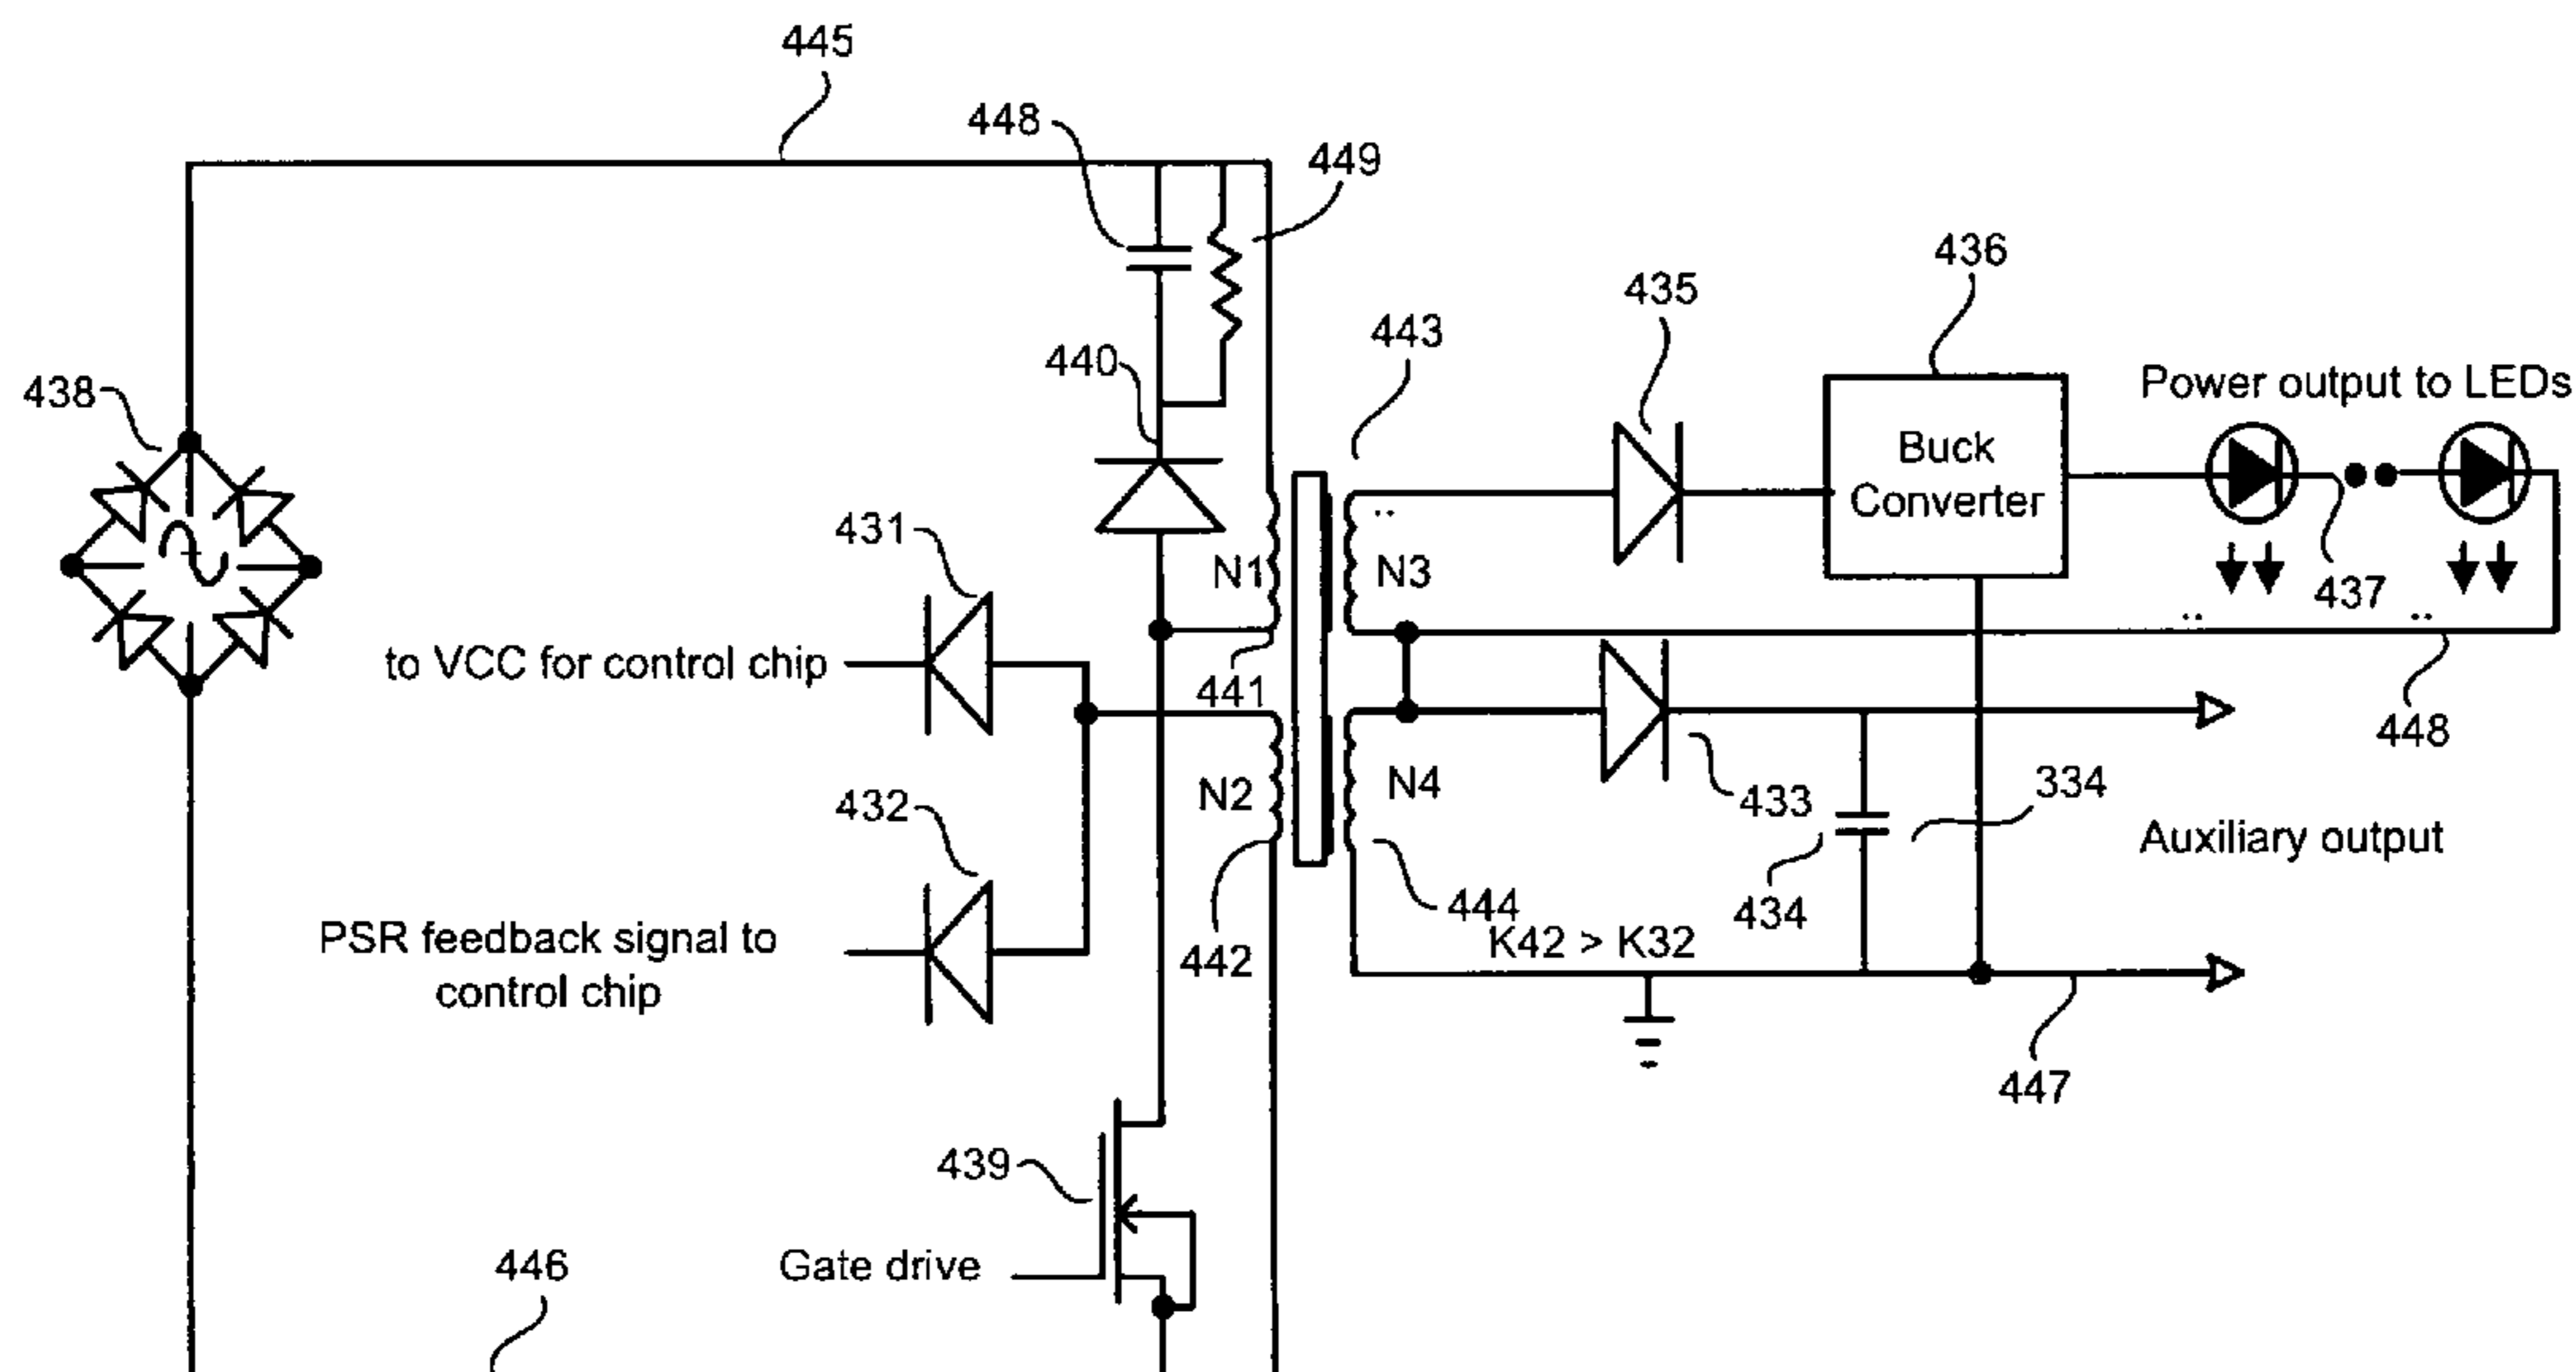 445
448
449
436
435
443
440
438
Power output to LEDs
Buck
Converter
431
N1
N3
437
to VCC for control chip
441
448
432
N2
N4
433
334
Auxiliary output
444
434
PSR feedback signal to
control chip
442
K42 > K32
447
439
446
Gate drive